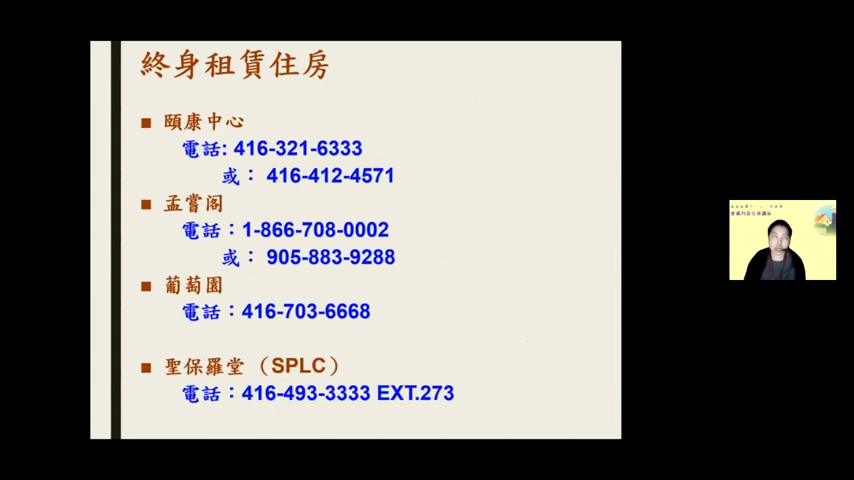 終身租賃住房
■ 頤康中心
電話: 416-321-6333
或： 416-412-4571
■ 孟嘗閣
電話：1-866-708-0002
或： 905-883-9288
■ 葡萄園
電話：416-703-6668
■ 聖保羅堂 （SPLC）
電話：416-493-3333 EXT.273